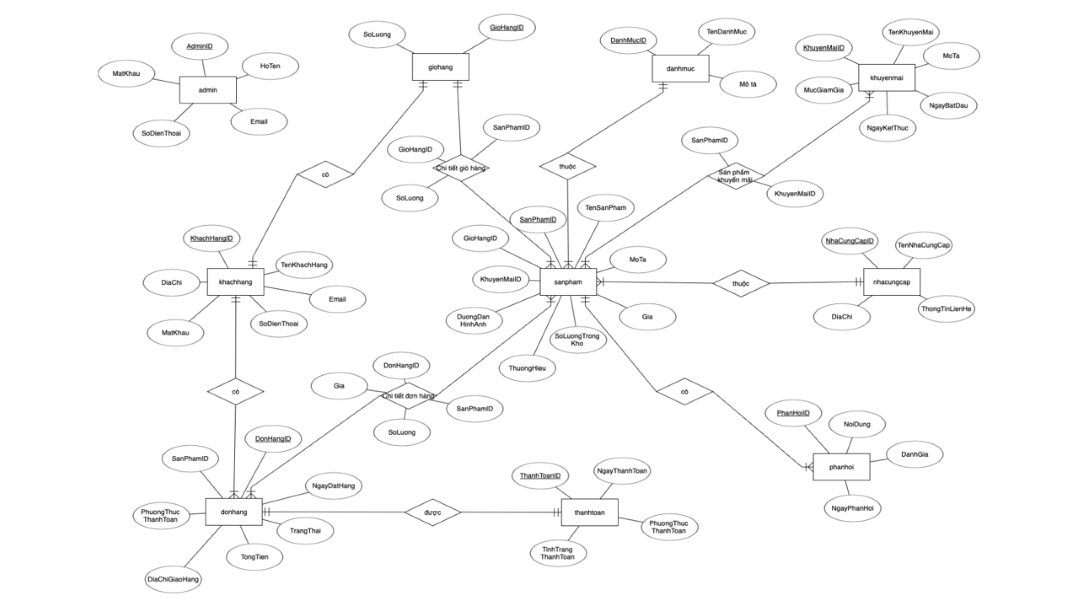 GioHangID
SoLuong
TenDanhMuc
TenKhuyenMai
DanhMucID
AdminID
KhuyenMaiID
MoTa
HoTen
giohang
danhmuc
MatKhau
khuyenmai
Mô tả
admin
MucGiamGia
NgayBatDau
Email
SoDienThoai
SanPhamID
NgayKetThuc
SanPhamID
GioHangID
Chi tiết giỏ hàng
thuộc
có
Sản phẩm
khuyến mãi
KhuyenMaiID
SoLuong
TenSanPham
SanPhamID
KhachHangID
GioHangID
NhaCungCapID
TenNhaCungCap
MoTa
TenKhachHang
KhuyenMaiID
DiaChi
khachhang
sanpham
thuộc
nhacungcap
Email
ThongTinLienHe
DuongDan
HinhAnh
Gia
DiaChi
SoDienThoai
MatKhau
SoLuongTrong
Kho
DonHangID
ThuongHieu
Gia
có
có
Chi tiết đơn hàng
SanPhamID
PhanHoiID
NoiDung
SoLuong
DonHangID
DanhGia
SanPhamID
phanhoi
NgayThanhToan
ThanhToanID
NgayDatHang
NgayPhanHoi
PhuongThuc
ThanhToan
donhang
được
thanhtoan
PhuongThuc
ThanhToan
TrangThai
TongTien
TinhTrang
ThanhToan
DiaChiGiaoHang